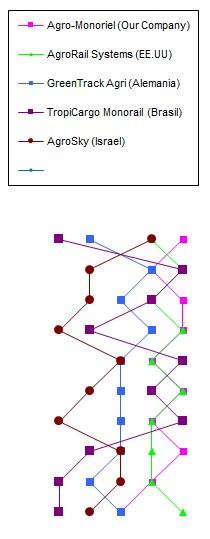 Agro-Monoriel (Our Company)
AgroRail Systems (EE.UU)
GreenTrack Agri (Alemania)
TropiCargo Monorail (Brasil)
AgroSky (Israel)